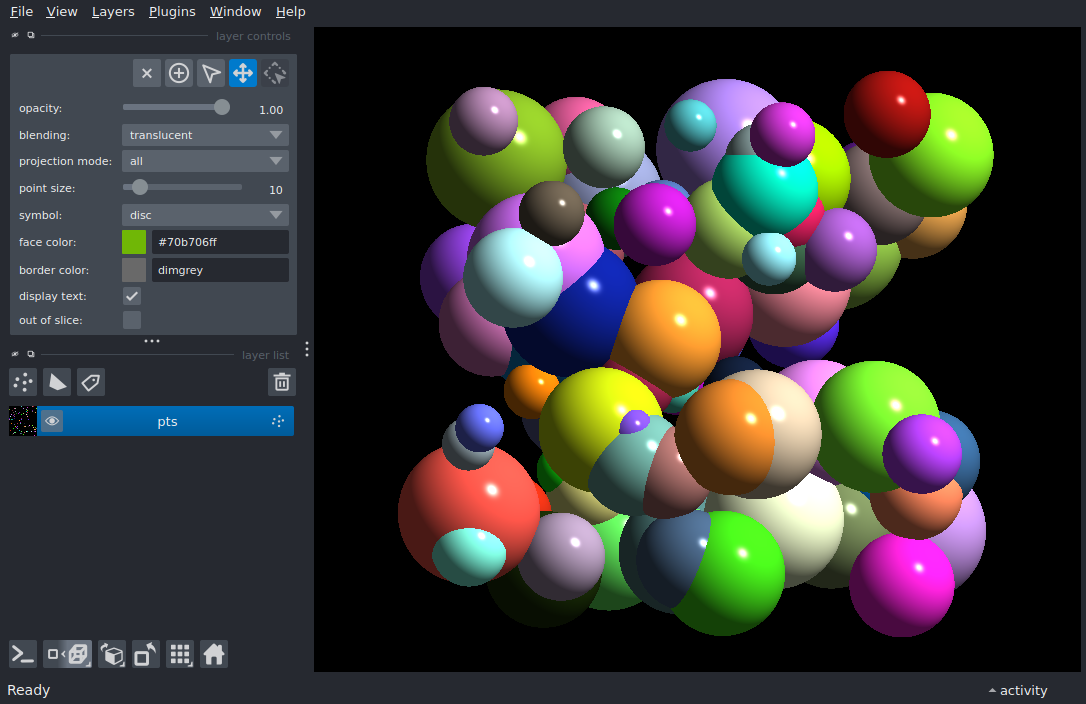 File View Layers Plugins Window Help
layer controls
opacity: 1.00
blending: translucent
projection mode: all
point size: 10
symbol: disc
face color: #70b706ff
border color: dimgrey
display text:
out of slice:
layer list
pts
Ready
activity